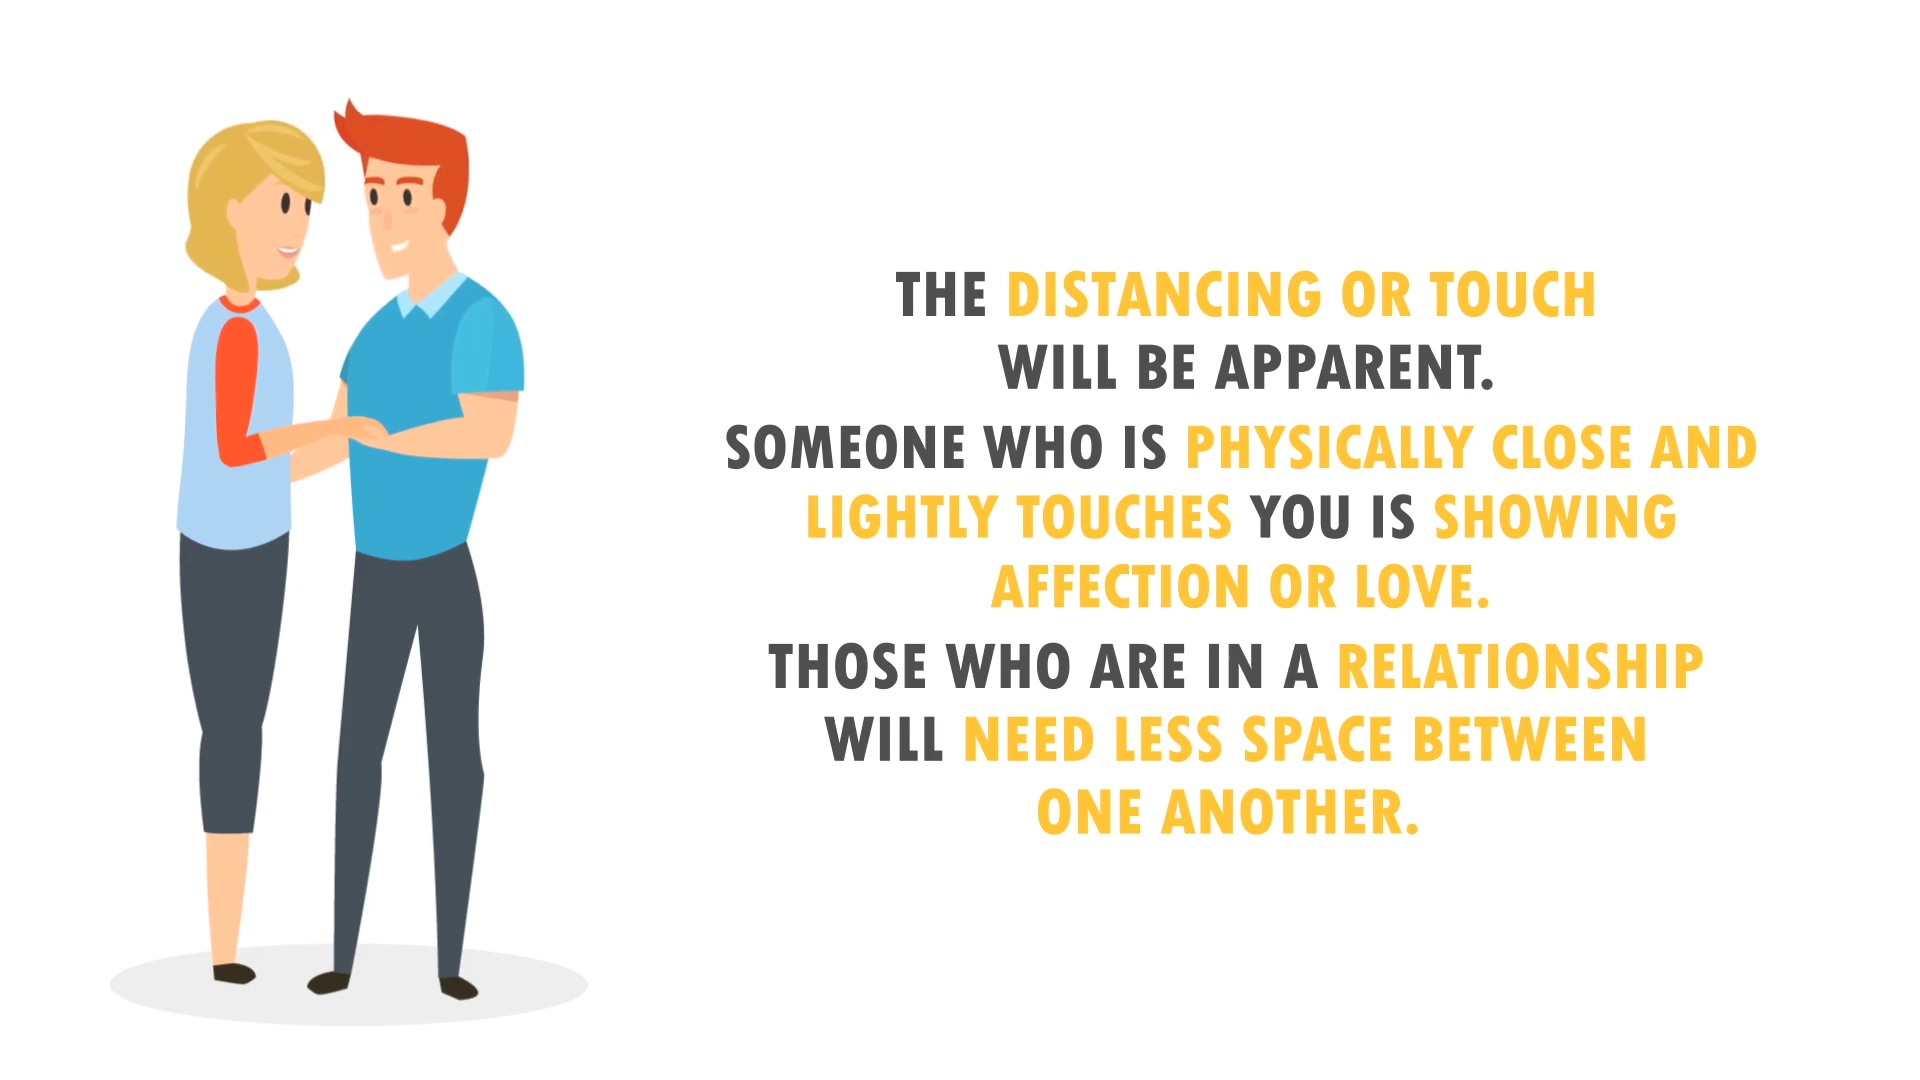 THE DISTANCING OR TOUCH
WILL BE APPARENT.
SOMEONE WHO IS PHYSICALLY CLOSE AND
LIGHTLY TOUCHES YOU IS SHOWING
AFFECTION OR LOVE.
THOSE WHO ARE IN A RELATIONSHIP
WILL NEED LESS SPACE BETWEEN
ONE ANOTHER.